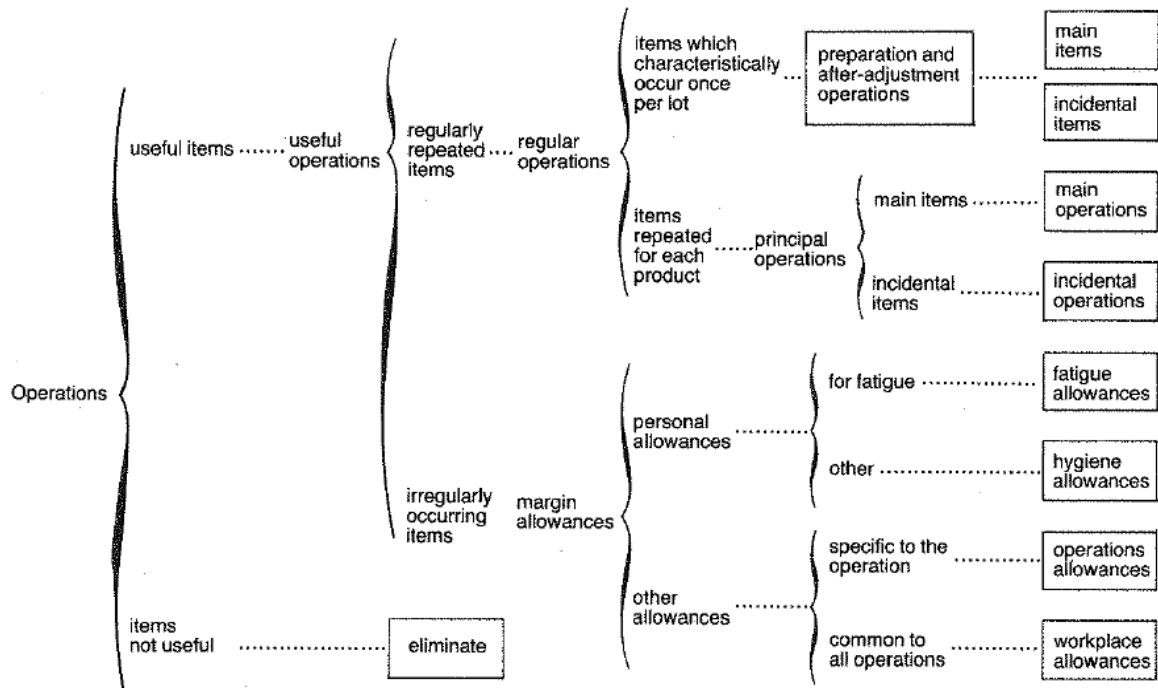 Operations
useful items
useful
operations
regularly
repeated
items
regular
operations
items which
characteristically
occur once
per lot
preparation and
after-adjustment
operations
main
items
incidental
items
items
repeated
for each
product
principal
operations
main items
main
operations
incidental
items
incidental
operations
irregularly
occurring
items
margin
allowances
personal
allowances
for fatigue
fatigue
allowances
other
hygiene
allowances
other
allowances
specific to the
operation
operations
allowances
common to
all operations
workplace
allowances
items
not useful
eliminate